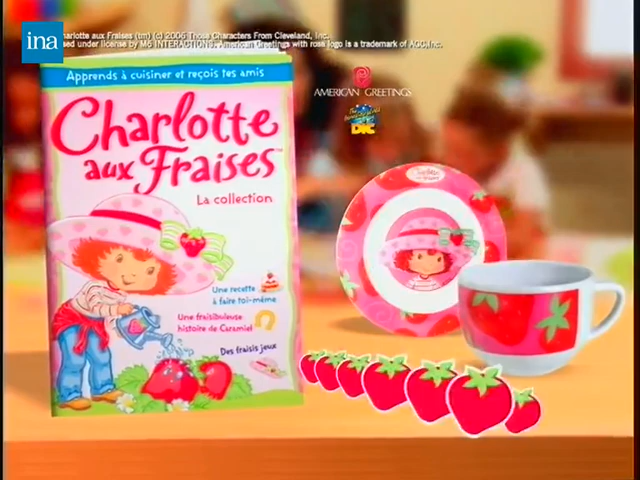 ina
Charlotte aux Fraises (tm) (c) 2006 Those Characters From Cleveland, Inc.
used under license by M6 INTERACTIONS. American Greetings with rose logo is a trademark of AGC, Inc.
Apprends à cuisiner et reçois tes amis
AMERICAN GREETINGS
DIC
Charlotte
aux Fraises
La collection
Une recette
à faire toi-même
Une fraisibuleuse
histoire de Caramiel
Des fraisis jeux